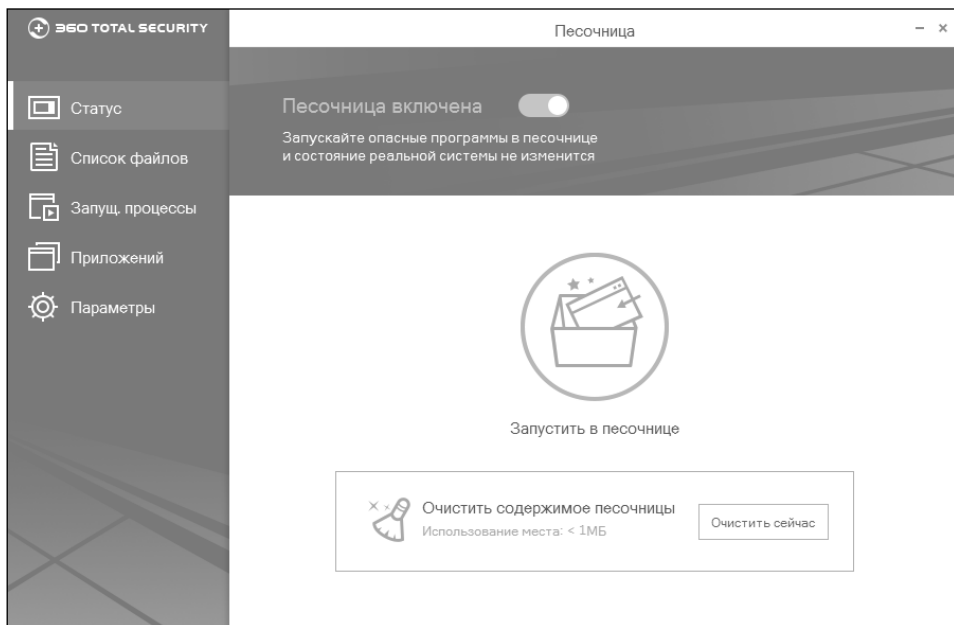 360 TOTAL SECURITY
Песочница
Статус
Список файлов
Запущ. процессы
Приложений
Параметры
Песочница включена
Запускайте опасные программы в песочнице
и состояние реальной системы не изменится
Запустить в песочнице
Очистить содержимое песочницы
Использование места: < 1МБ
Очистить сейчас